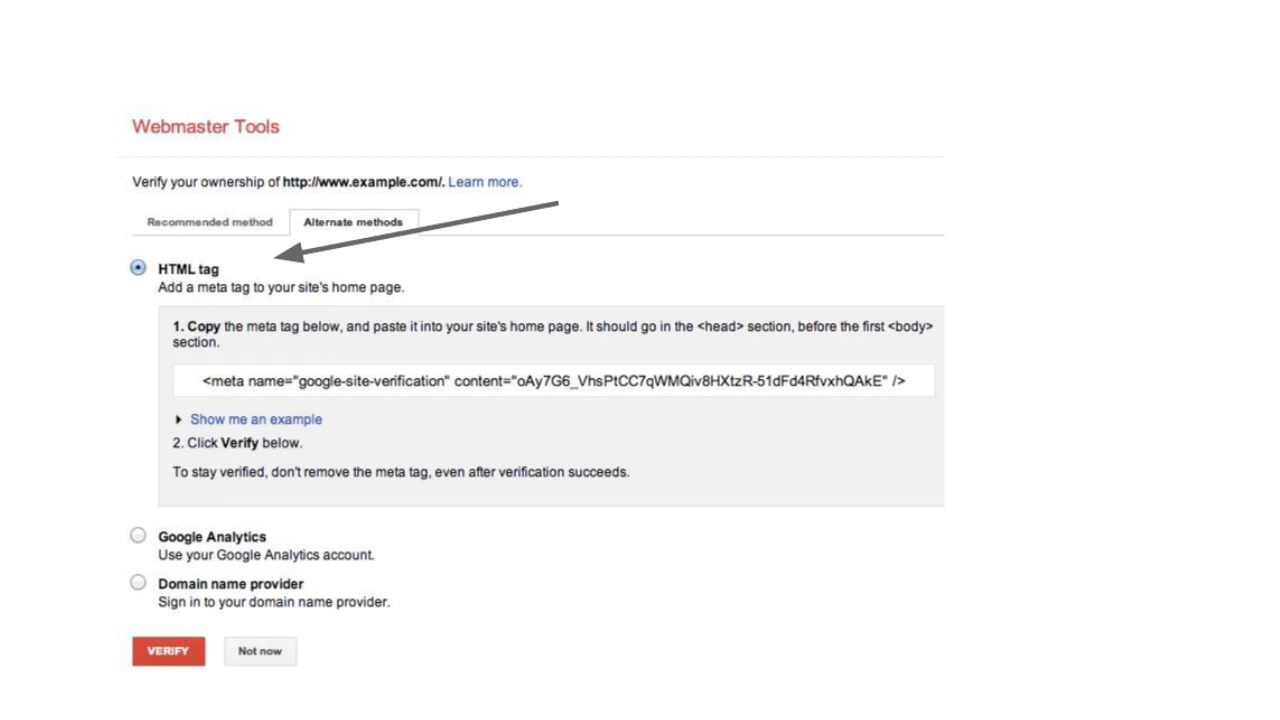 Webmaster Tools
Verify your ownership of http://www.example.com/. Learn more.
Recommended method Alternate methods
HTML tag
Add a meta tag to your site's home page.
1. Copy the meta tag below, and paste it into your site's home page. It should go in the <head> section, before the first <body>
section.
<meta name="google-site-verification" content="oAy7G6_VhsPtCC7qWMQiv8HXtzR-51dFd4RfvxhQAkE" />
Show me an example
2. Click Verify below.
To stay verified, don't remove the meta tag, even after verification succeeds.
Google Analytics
Use your Google Analytics account.
Domain name provider
Sign in to your domain name provider.
VERIFY Not now